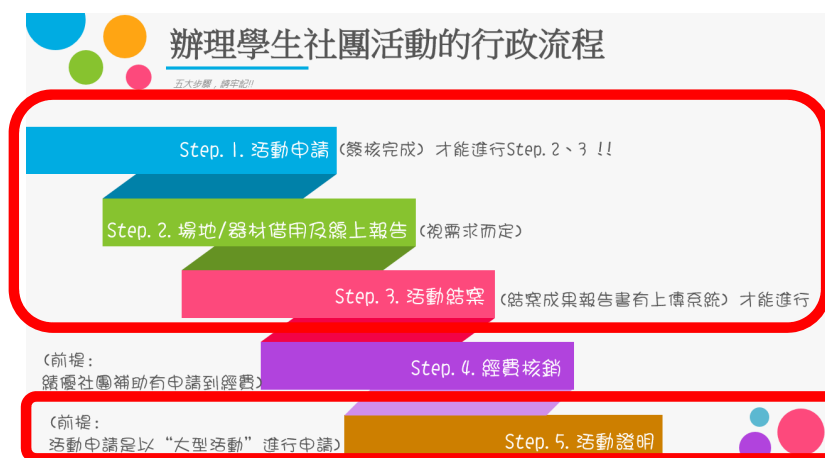 辦理學生社團活動的行政流程
五大步驟，請牢記!!
Step.1.活動申請 (簽核完成) 才能進行Step.2、3 !!
Step.2.場地/器材借用及線上報告 (視需求而定)
Step.3.活動結案 (結案成果報告書有上傳系統) 才能進行
(前提:
績優社團補助有申請到經費)
Step.4.經費核銷
(前提:
活動申請是以“大型活動”進行申請)
Step.5.活動證明